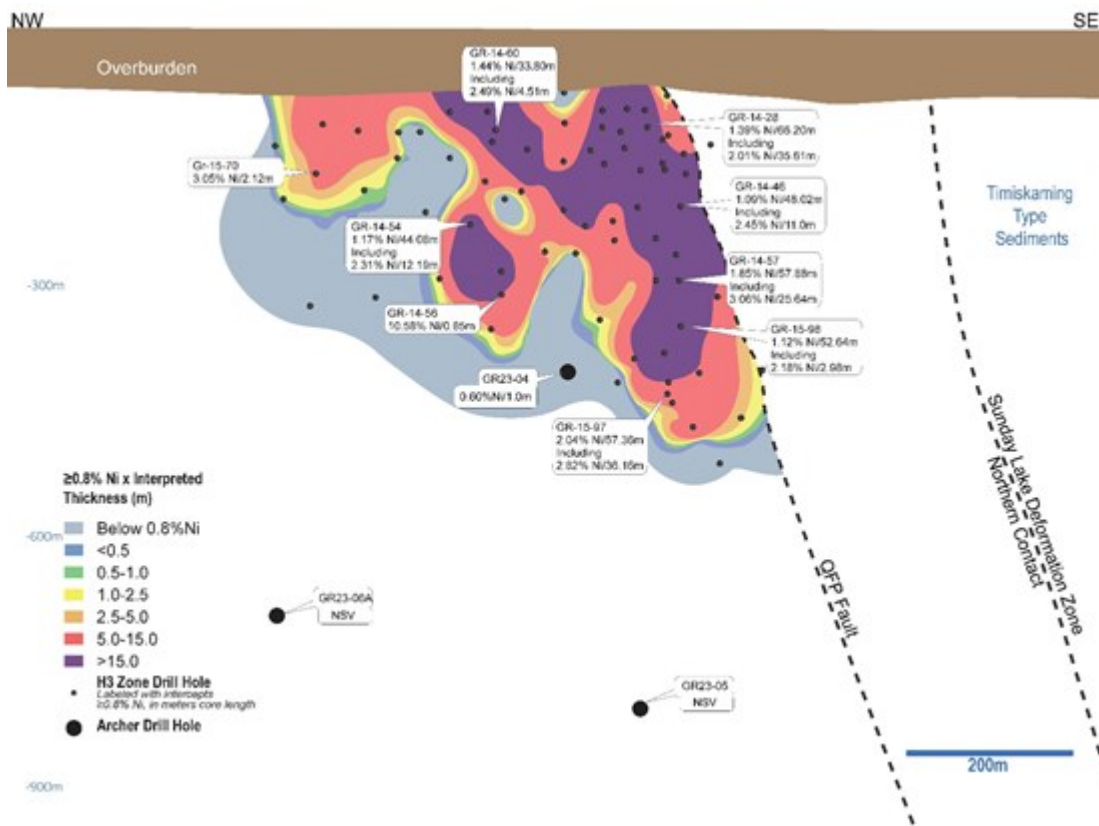 NW
SE
Overburden
GR-14-60
1.44% Ni/33.80m
Including
2.49% Ni/4.51m
GR-14-28
1.39% Ni/66.20m
Including
2.01% Ni/35.61m
Gr-15-70
3.05% Ni/2.12m
GR-14-46
1.09% Ni/48.02m
Including
2.45% Ni/11.0m
Timiskaming
Type
Sediments
GR-14-54
1.17% Ni/44.08m
Including
2.31% Ni/12.19m
GR-14-57
1.85% Ni/57.88m
Including
3.06% Ni/25.64m
-300m
GR-14-56
10.58% Ni/0.85m
GR-15-98
1.12% Ni/52.64m
Including
2.18% Ni/2.98m
GR23-04
0.60%Ni/1.0m
GR-15-97
2.04% Ni/57.36m
Including
2.82% Ni/36.16m
Sunday Lake Deformation Zone
Northern Contact
≥0.8% Ni x Interpreted
Thickness (m)
Below 0.8%Ni
<0.5
0.5-1.0
1.0-2.5
2.5-5.0
5.0-15.0
>15.0
-600m
H3 Zone Drill Hole
Labeled with intercepts
≥0.8% Ni, in meters core length
Archer Drill Hole
GR23-06A
NSV
QFP Fault
GR23-05
NSV
200m
-900m